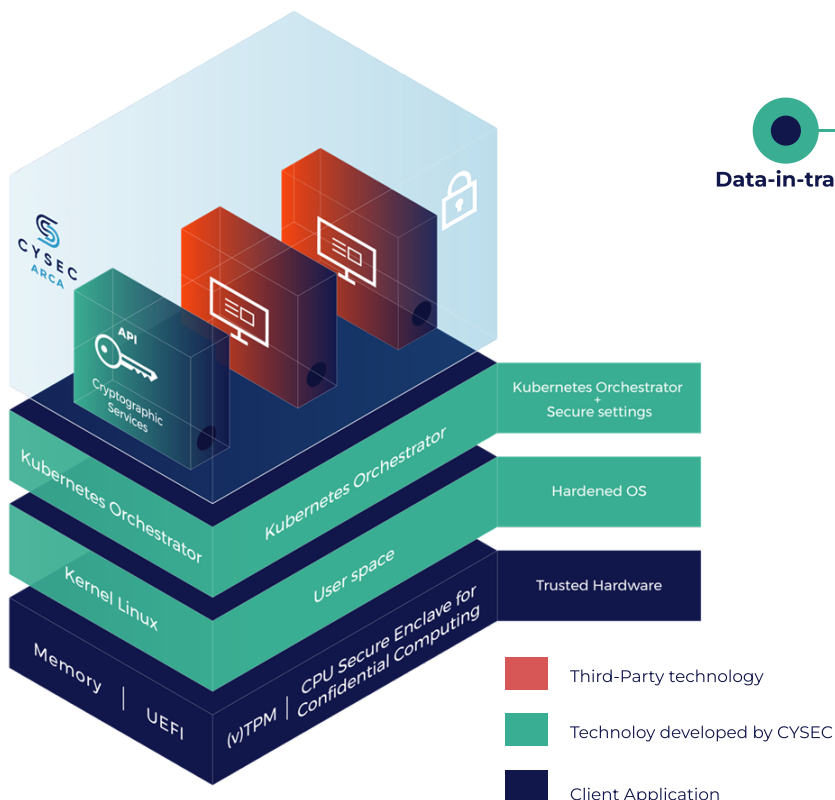 CYSEC
ARCA
API
Cryptographic
Services
Data-in-tra
Kubernetes Orchestrator
Kubernetes Orchestrator
Kubernetes Orchestrator
+
Secure settings
Kernel Linux
User space
Hardened OS
Memory | UEFI
(v)TPM | CPU Secure Enclave for
Confidential Computing
Trusted Hardware
Third-Party technology
Technoloy developed by CYSEC
Client Application